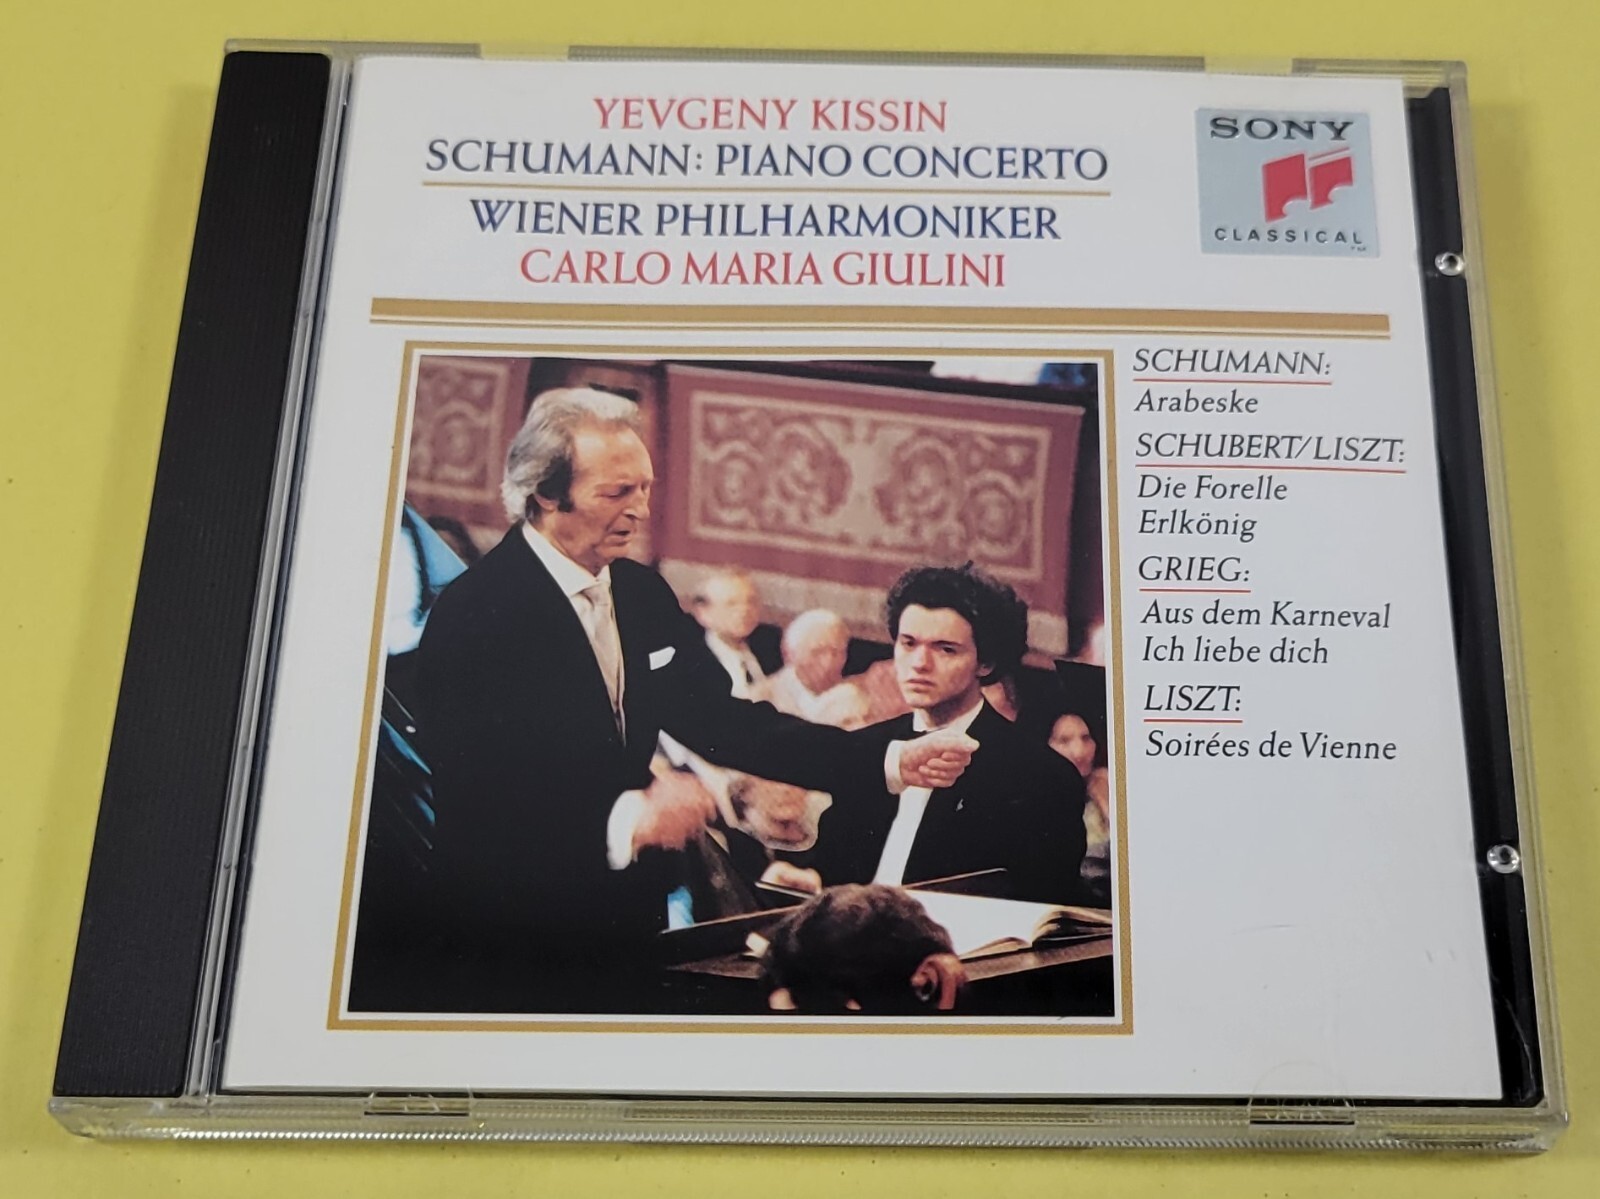 YEVGENY KISSIN
SCHUMANN: PIANO CONCERTO
WIENER PHILHARMONIKER
CARLO MARIA GIULINI
SONY
CLASSICAL™
SCHUMANN:
Arabeske
SCHUBERT/LISZT:
Die Forelle
Erlkönig
GRIEG:
Aus dem Karneval
Ich liebe dich
LISZT:
Soirées de Vienne